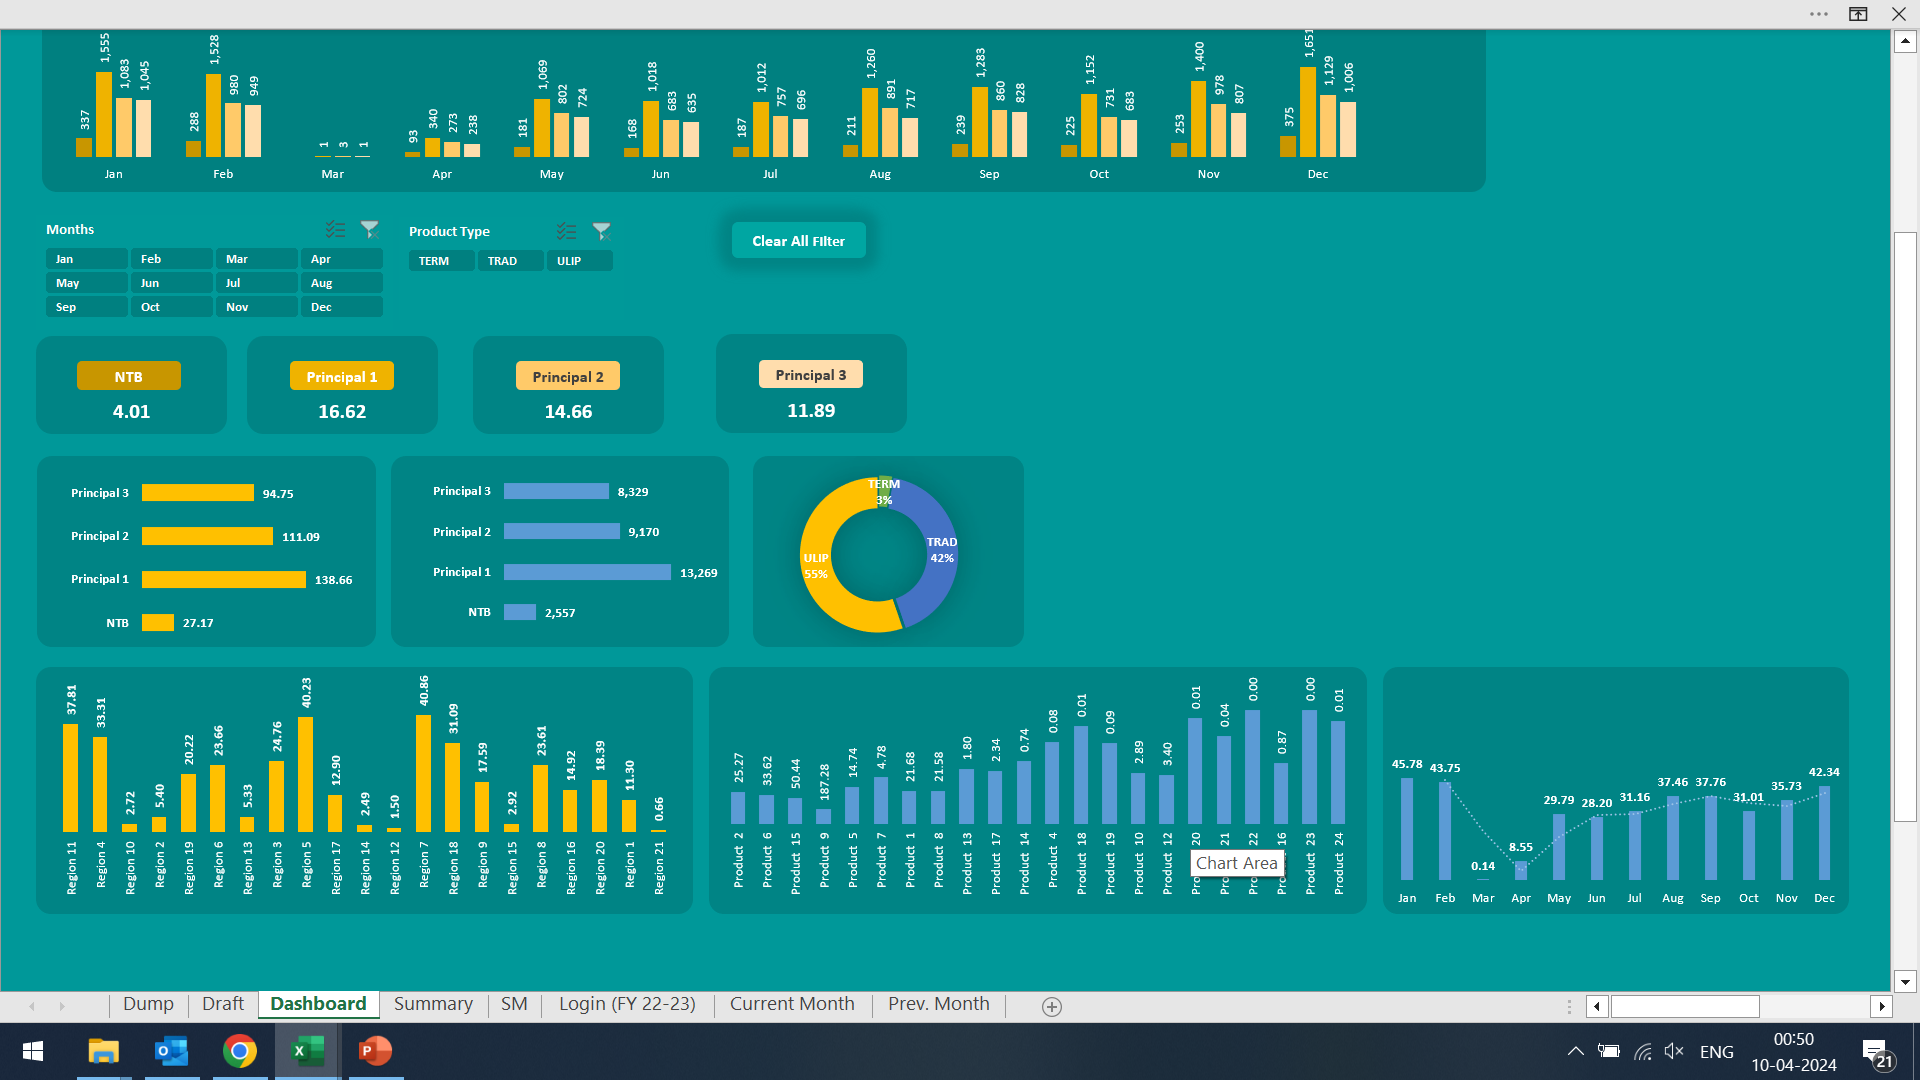 337 1,555 1,083 1,045 288 1,528 980 949 1 3 1 93 340 273 238 181 1,069 802 724 168 1,018 683 635 187 1,012 757 696 211 1,260 891 717 239 1,283 860 828 225 1,152 731 683 253 1,400 978 807 375 1,651 1,129 1,006
Jan Feb Mar Apr May Jun Jul Aug Sep Oct Nov Dec
Months
Jan Feb Mar Apr
May Jun Jul Aug
Sep Oct Nov Dec
Product Type
TERM TRAD ULIP
Clear All FIlter
NTB
4.01
Principal 1
16.62
Principal 2
14.66
Principal 3
11.89
Principal 3 94.75
Principal 2 111.09
Principal 1 138.66
NTB 27.17
Principal 3 8,329
Principal 2 9,170
Principal 1 13,269
NTB 2,557
TERM
3%
TRAD
42%
ULIP
55%
37.81 33.31 2.72 5.40 20.22 23.66 5.33 24.76 40.23 12.90 2.49 1.50 40.86 31.09 17.59 2.92 23.61 14.92 18.39 11.30 0.66
Region 11 Region 4 Region 10 Region 2 Region 19 Region 6 Region 13 Region 3 Region 5 Region 17 Region 14 Region 12 Region 7 Region 18 Region 9 Region 15 Region 8 Region 16 Region 20 Region 1 Region 21
25.27 33.62 50.44 187.28 14.74 4.78 21.68 21.58 1.80 2.34 0.74 0.08 0.01 0.09 2.89 3.40 0.01 0.04 0.00 0.87 0.00 0.01
Product 2 Product 6 Product 15 Product 9 Product 5 Product 7 Product 1 Product 8 Product 13 Product 17 Product 14 Product 4 Product 18 Product 19 Product 10 Product 12 20 21 22 16 Product 23 Product 24
Chart Area
45.78 43.75 0.14 8.55 29.79 28.20 31.16 37.46 37.76 31.01 35.73 42.34
Jan Feb Mar Apr May Jun Jul Aug Sep Oct Nov Dec
Dump Draft Dashboard Summary SM Login (FY 22-23) Current Month Prev. Month
ENG
00:50
10-04-2024
21